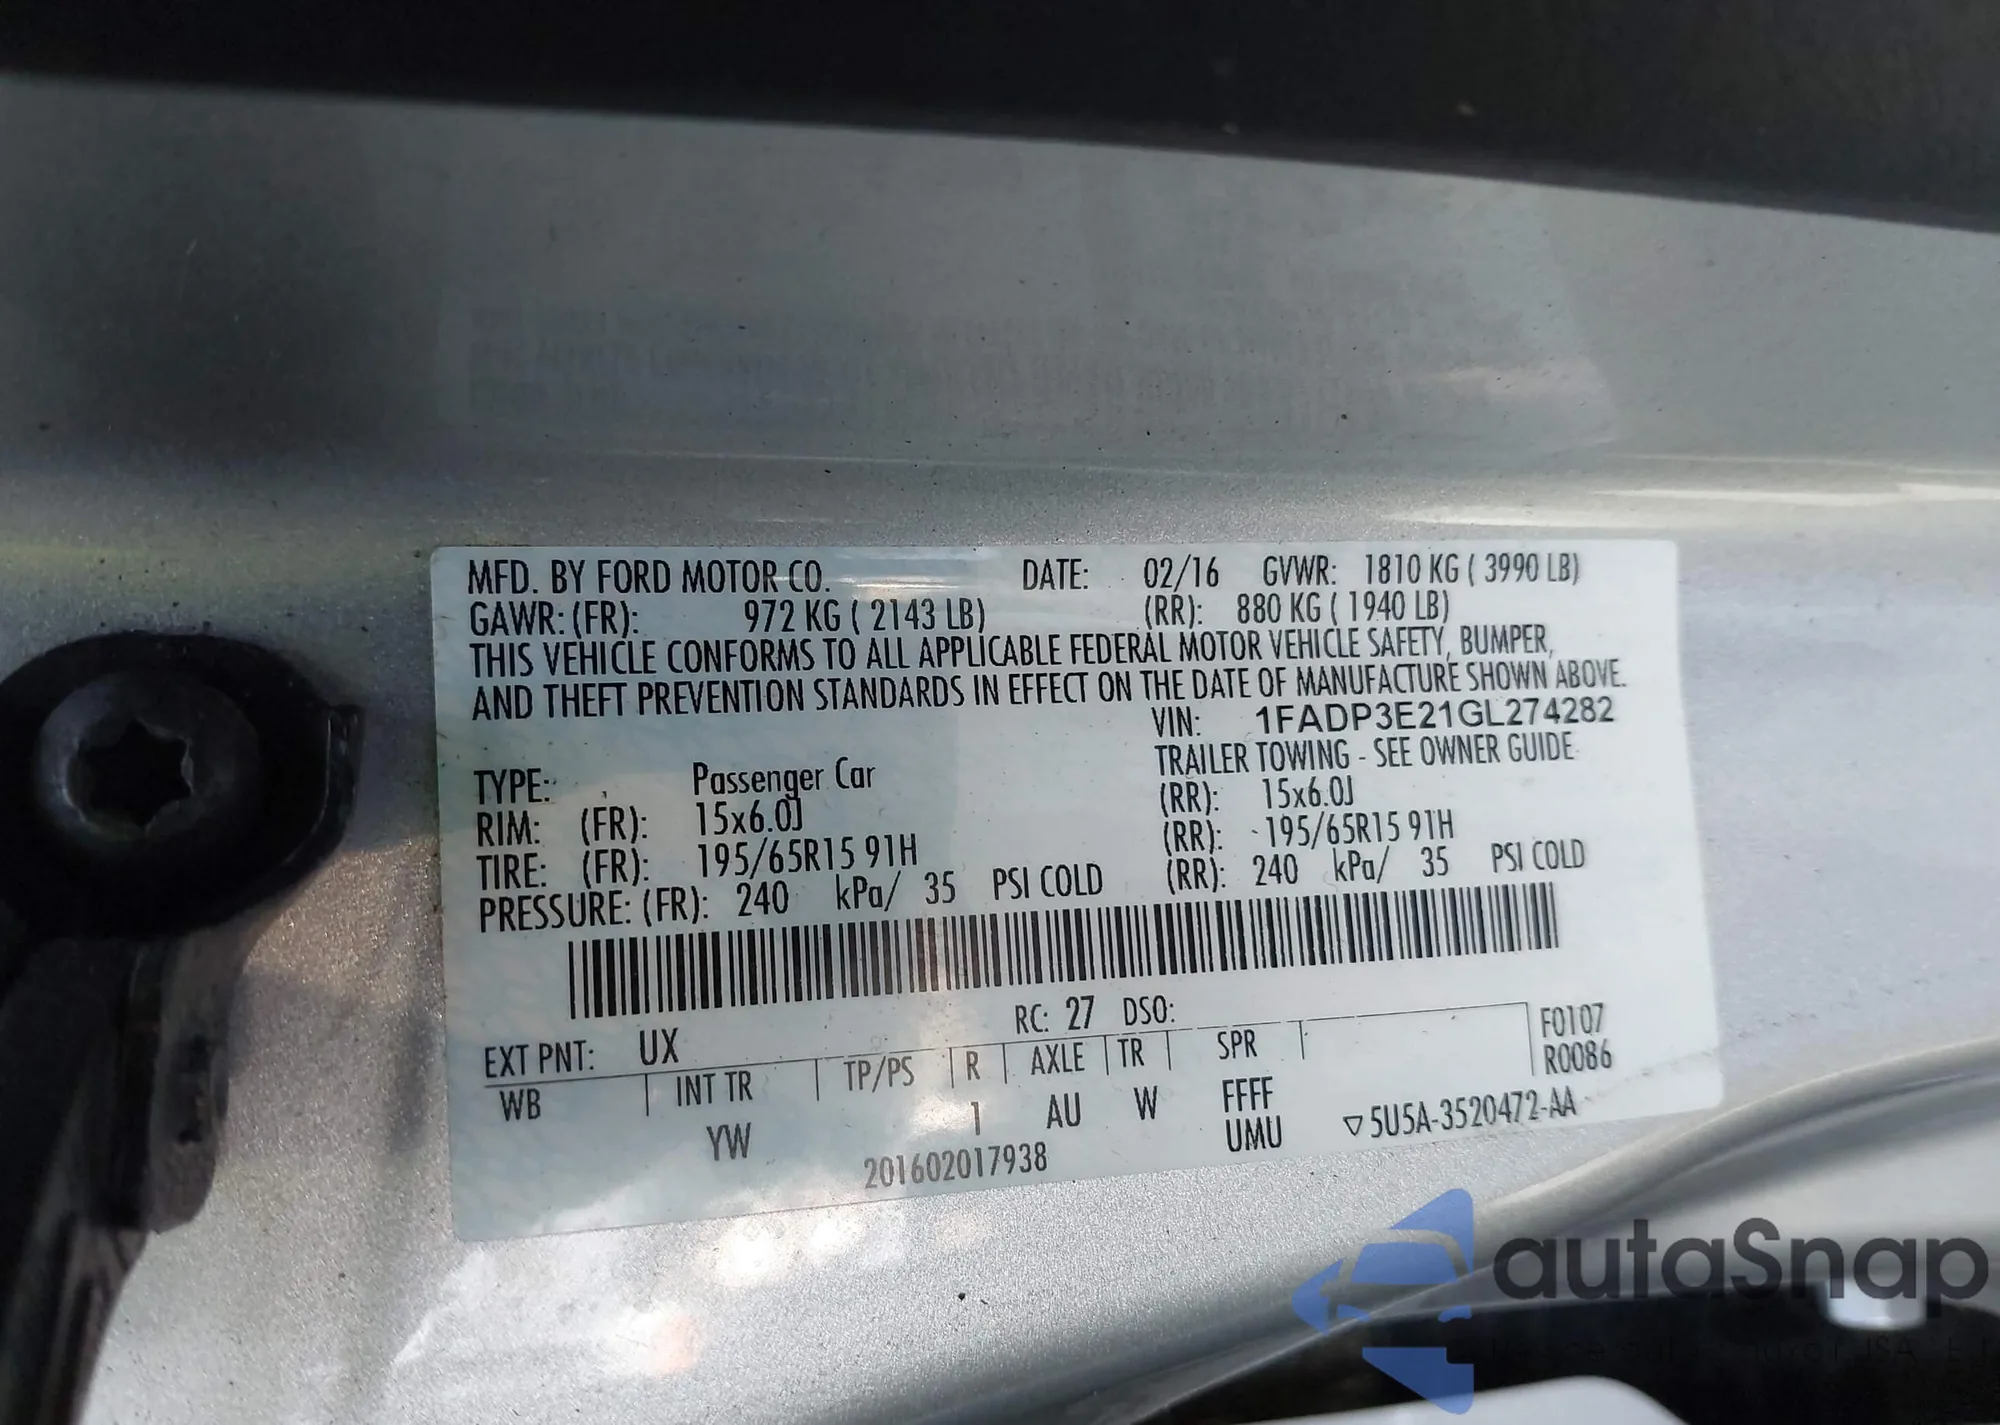 MFD. BY FORD MOTOR CO. DATE: 02/16 GVWR: 1810 KG ( 3990 LB)
GAWR: (FR): 972 KG ( 2143 LB) (RR): 880 KG ( 1940 LB)
THIS VEHICLE CONFORMS TO ALL APPLICABLE FEDERAL MOTOR VEHICLE SAFETY, BUMPER,
AND THEFT PREVENTION STANDARDS IN EFFECT ON THE DATE OF MANUFACTURE SHOWN ABOVE.
VIN: 1FADP3E21GL274282
TRAILER TOWING - SEE OWNER GUIDE
TYPE: Passenger Car
RIM: (FR): 15x6.0J (RR): 15x6.0J
TIRE: (FR): 195/65R15 91H (RR): 195/65R15 91H
PRESSURE: (FR): 240 kPa/ 35 PSI COLD (RR): 240 kPa/ 35 PSI COLD
RC: 27 DSO:
EXT PNT: UX F0107
WB INT TR TP/PS R AXLE TR SPR R0086
YW 1 AU W FFFF
UMU ▽5U5A-3520472-AA
201602017938
autaSnap